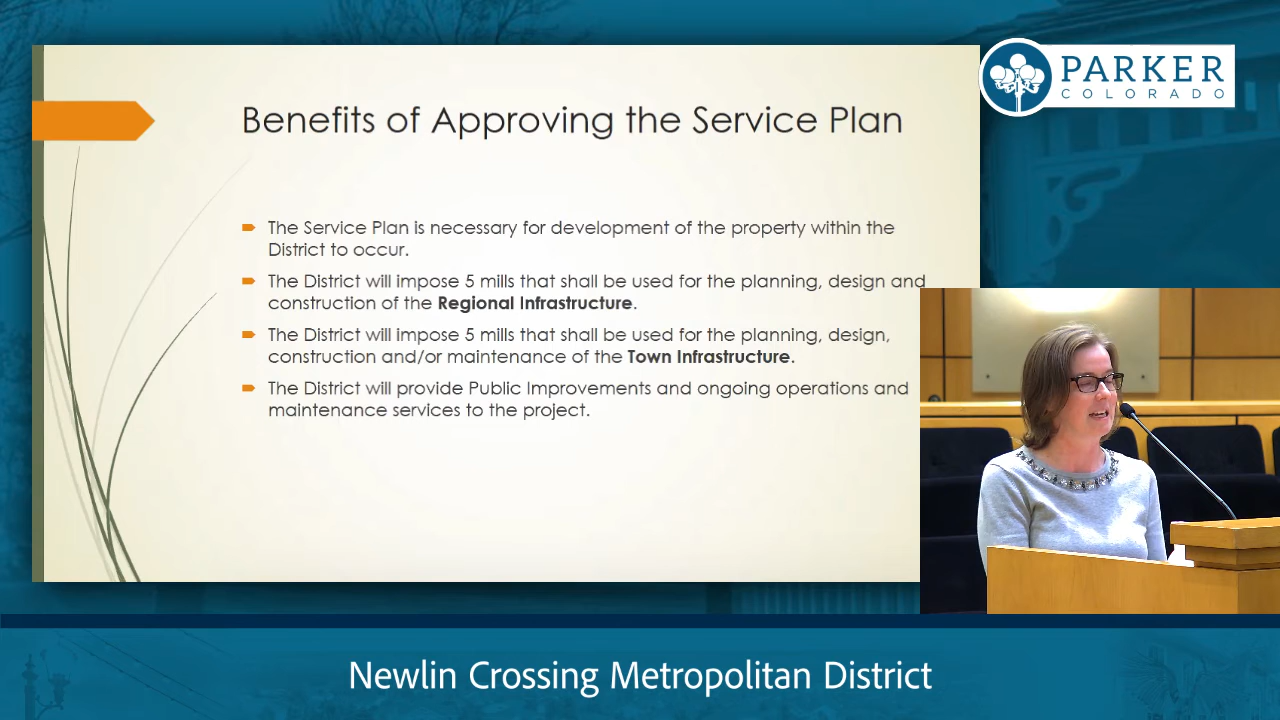 PARKER
COLORADO
Benefits of Approving the Service Plan
The Service Plan is necessary for development of the property within the
District to occur.
The District will impose 5 mills that shall be used for the planning, design and
construction of the Regional Infrastructure.
The District will impose 5 mills that shall be used for the planning, design,
construction and/or maintenance of the Town Infrastructure.
The District will provide Public Improvements and ongoing operations and
maintenance services to the project.
Newlin Crossing Metropolitan District